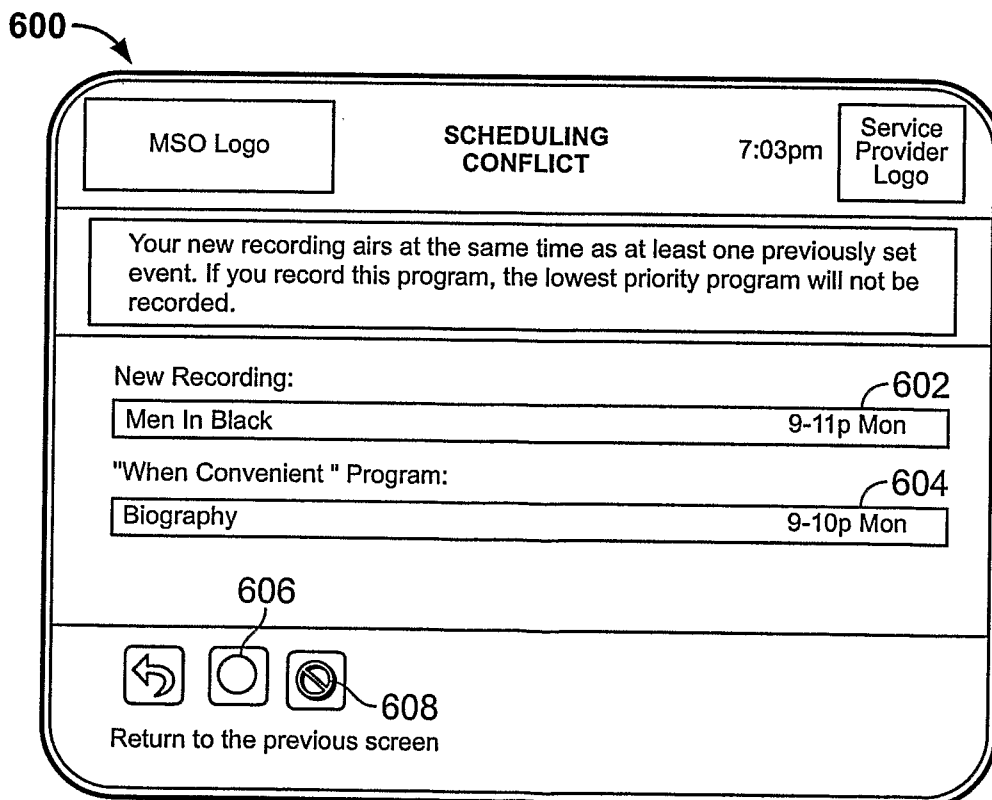 600
MSO Logo
SCHEDULING
CONFLICT
7:03pm
Service
Provider
Logo
Your new recording airs at the same time as at least one previously set
event. If you record this program, the lowest priority program will not be
recorded.
New Recording:
602
Men In Black 9-11p Mon
"When Convenient " Program:
604
Biography 9-10p Mon
606
608
Return to the previous screen